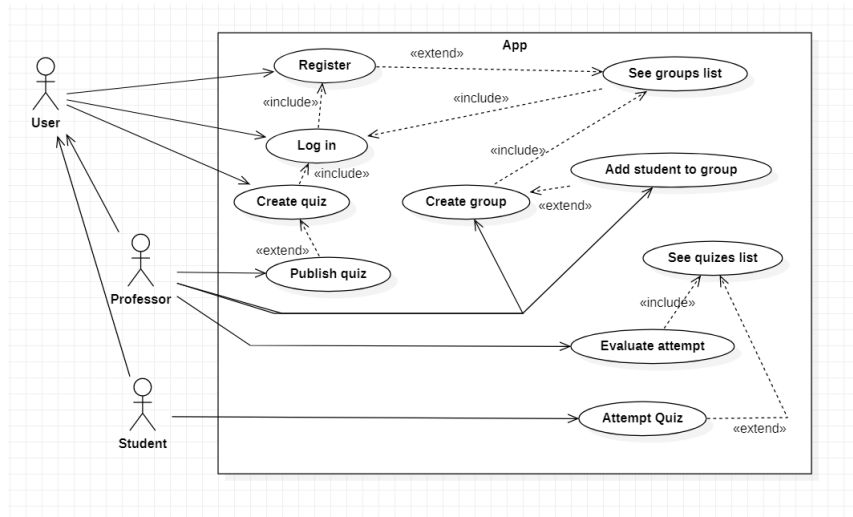 App
Register
«extend»
See groups list
User
«include»
«include»
Log in
«include»
«include»
Add student to group
Create quiz
Create group
«extend»
«extend»
See quizes list
Publish quiz
Professor
«include»
Evaluate attempt
Attempt Quiz
«extend»
Student